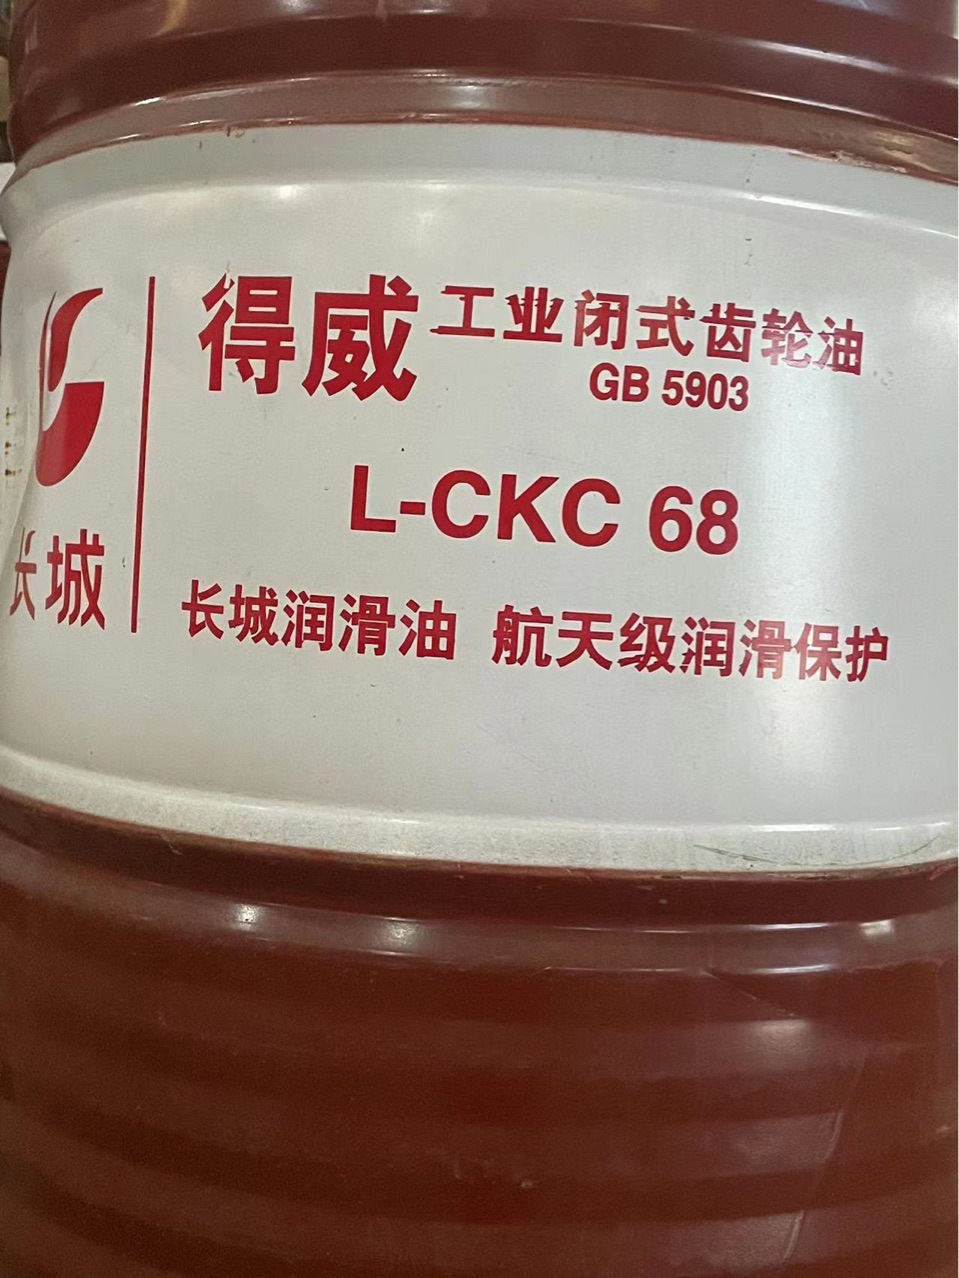 得威 工业闭式齿轮油
GB 5903
L-CKC 68
长城
长城润滑油 航天级润滑保护